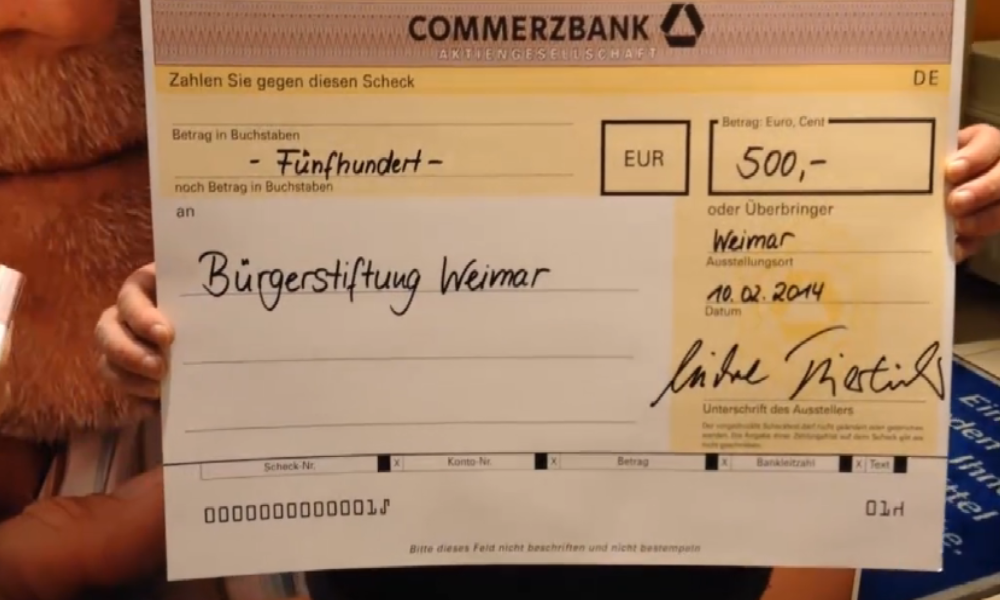 COMMERZBANK
AKTIENGESELLSCHAFT
Zahlen Sie gegen diesen Scheck DE
Betrag in Buchstaben
- Fünfhundert -
noch Betrag in Buchstaben
EUR
Betrag: Euro, Cent
500,-
an
oder Überbringer
Bürgerstiftung Weimar
Weimar
Ausstellungsort
10.02.2014
Datum
Unterschrift des Ausstellers
Scheck-Nr. X Konto-Nr. X Betrag X Bankleitzahl X Text
0000000000001 01
Bitte dieses Feld nicht beschriften und nicht bestempeln